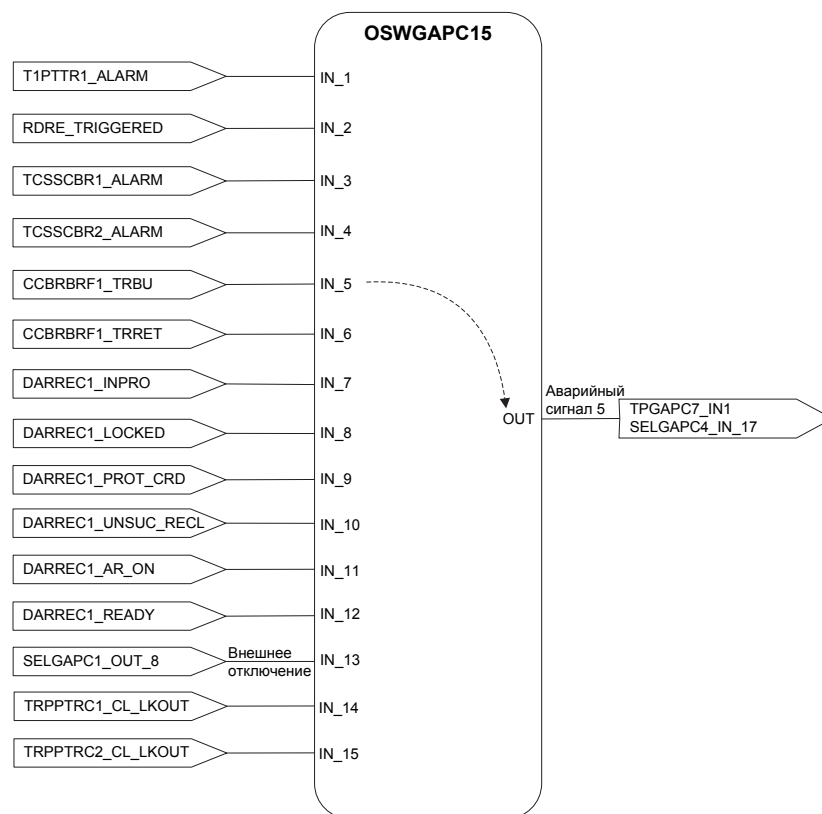 OSWGAPC15
T1PTTR1_ALARM
IN_1
RDRE_TRIGGERED
IN_2
TCSSCBR1_ALARM
IN_3
TCSSCBR2_ALARM
IN_4
CCBRBRF1_TRBU
IN_5
CCBRBRF1_TRRET
IN_6
DARREC1_INPRO
IN_7
DARREC1_LOCKED
IN_8
DARREC1_PROT_CRD
IN_9
DARREC1_UNSUC_RECL
IN_10
DARREC1_AR_ON
IN_11
DARREC1_READY
IN_12
SELGAPC1_OUT_8
Внешнее
отключение
IN_13
TRPPTRC1_CL_LKOUT
IN_14
TRPPTRC2_CL_LKOUT
IN_15
OUT
Аварийный
сигнал 5
TPGAPC7_IN1
SELGAPC4_IN_17